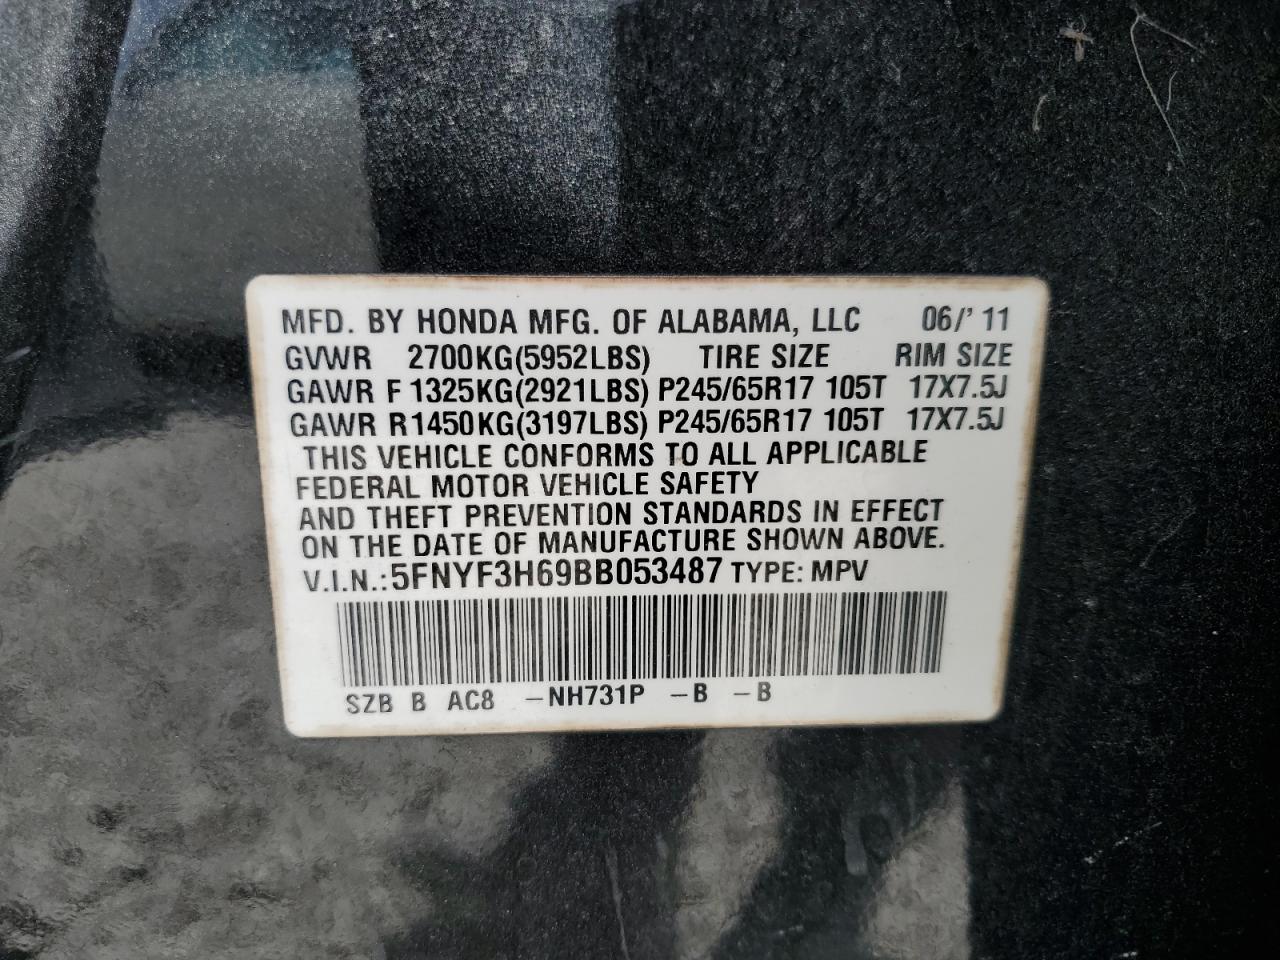 MFD. BY HONDA MFG. OF ALABAMA, LLC 06/'11
GVWR 2700KG(5952LBS) TIRE SIZE RIM SIZE
GAWR F 1325KG(2921LBS) P245/65R17 105T 17X7.5J
GAWR R 1450KG(3197LBS) P245/65R17 105T 17X7.5J
THIS VEHICLE CONFORMS TO ALL APPLICABLE
FEDERAL MOTOR VEHICLE SAFETY
AND THEFT PREVENTION STANDARDS IN EFFECT
ON THE DATE OF MANUFACTURE SHOWN ABOVE.
V.I.N.:5FNYF3H69BB053487 TYPE: MPV
SZB B AC8 -NH731P -B -B